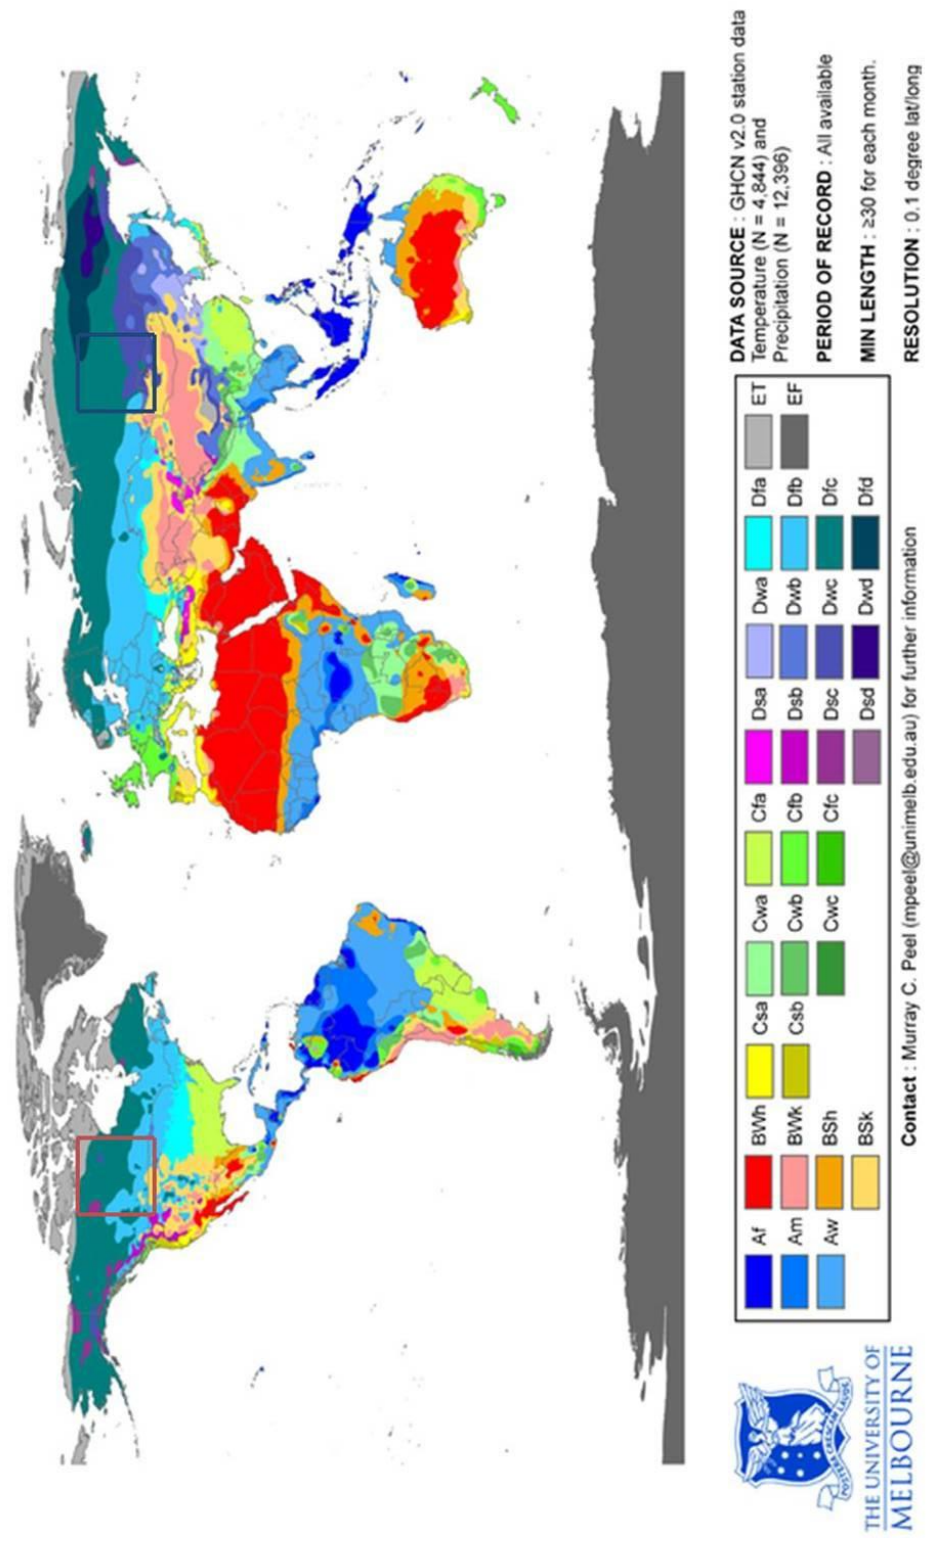 Af BWh Csa Cwa Cfa Dsa Dwa Dfa ET
Am BWk Csb Cwb Cfb Dsb Dwb Dfb EF
Aw BSh Cwc Cfc Dsc Dwc Dfc
BSk Dsd Dwd Dfd
DATA SOURCE : GHCN v2.0 station data
Temperature (N = 4,844) and
Precipitation (N = 12,396)
PERIOD OF RECORD : All available
MIN LENGTH : ≥30 for each month.
RESOLUTION : 0.1 degree lat/long
Contact : Murray C. Peel (mpeel@unimelb.edu.au) for further information
POSTERA CRESCAM LAUDE
THE UNIVERSITY OF
MELBOURNE